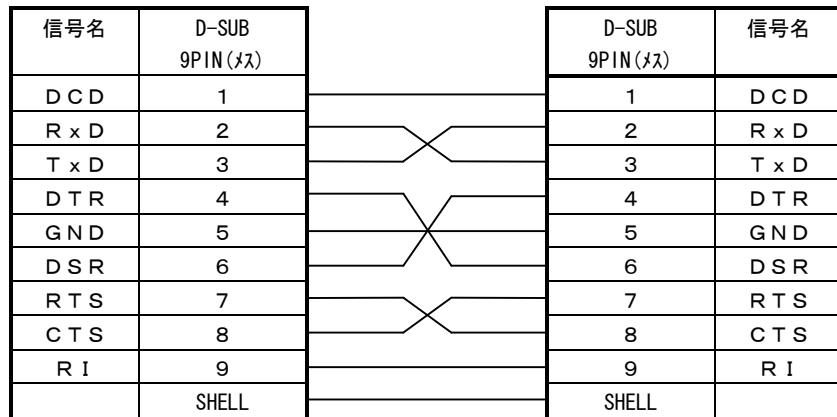 信号名 D-SUB 9PIN(ﾒｽ) D-SUB 9PIN(ﾒｽ) 信号名
ＤＣＤ 1 1 ＤＣＤ
ＲｘＤ 2 2 ＲｘＤ
ＴｘＤ 3 3 ＴｘＤ
ＤＴＲ 4 4 ＤＴＲ
ＧＮＤ 5 5 ＧＮＤ
ＤＳＲ 6 6 ＤＳＲ
ＲＴＳ 7 7 ＲＴＳ
ＣＴＳ 8 8 ＣＴＳ
ＲＩ 9 9 ＲＩ
SHELL SHELL